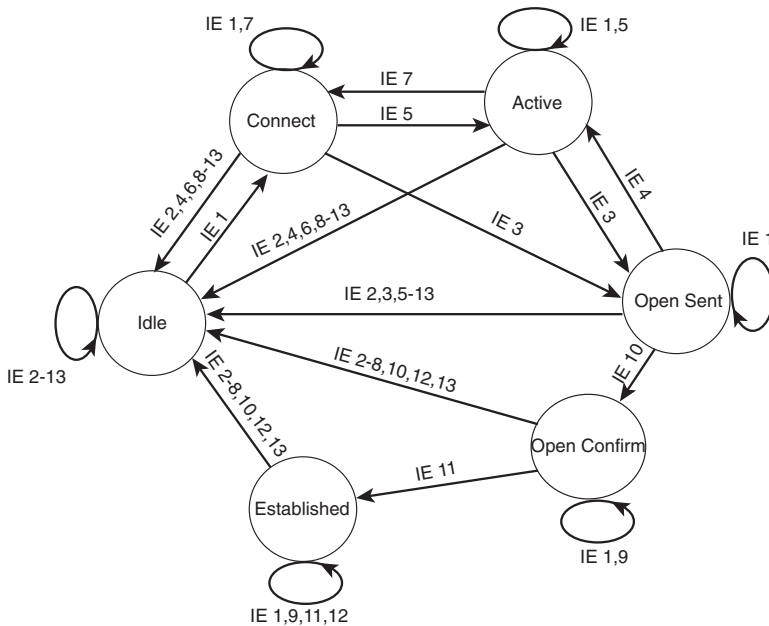 IE 1,7
IE 1,5
IE 7
Connect
IE 5
Active
IE 2,4,6,8-13
IE 1
IE 2,4,6,8-13
IE 3
IE 3
IE 4
IE 1
Idle
IE 2,3,5-13
Open Sent
IE 2-13
IE 2-8,10,12,13
IE 2-8,10,12,13
IE 10
Open Confirm
IE 11
Established
IE 1,9
IE 1,9,11,12